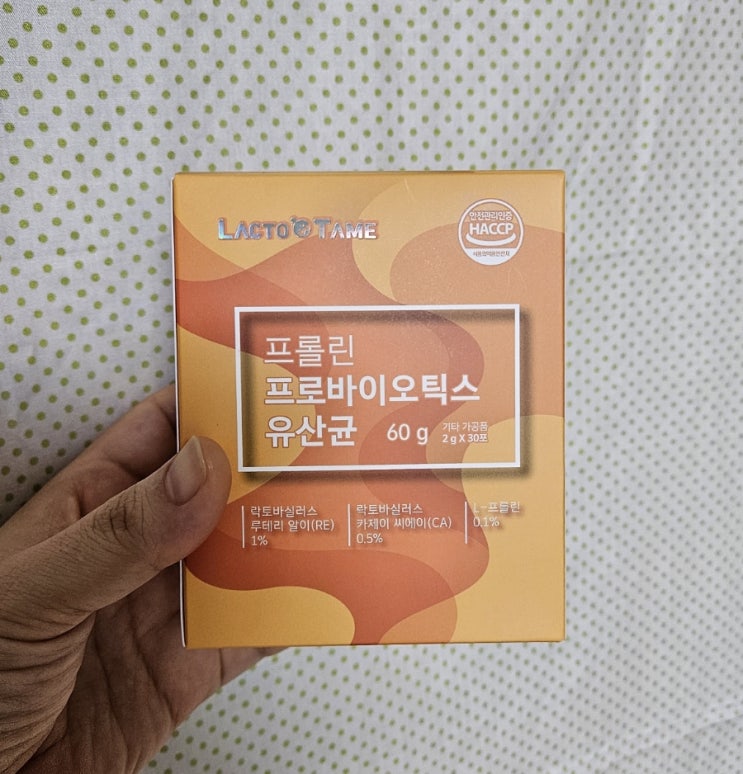 LACTO TAME
안전관리인증
HACCP
식품의약품안전처
프롤린
프로바이오틱스
유산균 60 g 기타 가공품
2 g X 30포
락토바실러스
루테리 알이(RE)
1%
락토바실러스
카제이 씨에이(CA)
0.5%
L-프롤린
0.1%